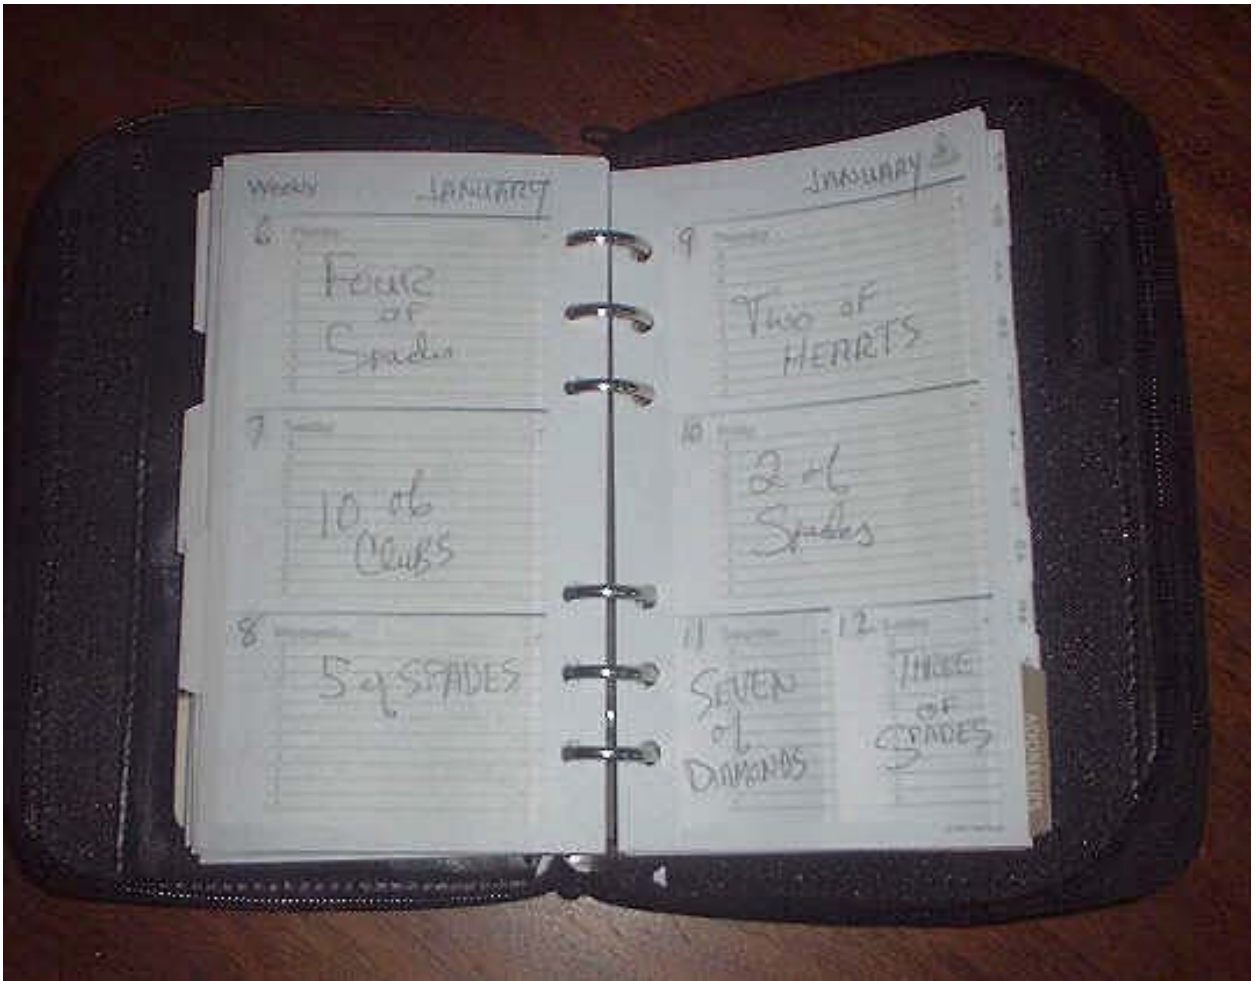 Weekly
JANUARY
6
Four
of
Spades
7
10 of
Clubs
8
5 of SPADES
JANUARY
9
Two of
HEARTS
10
2 of
Spades
11
SEVEN
of
DIAMONDS
12
THREE
OF
SPADES